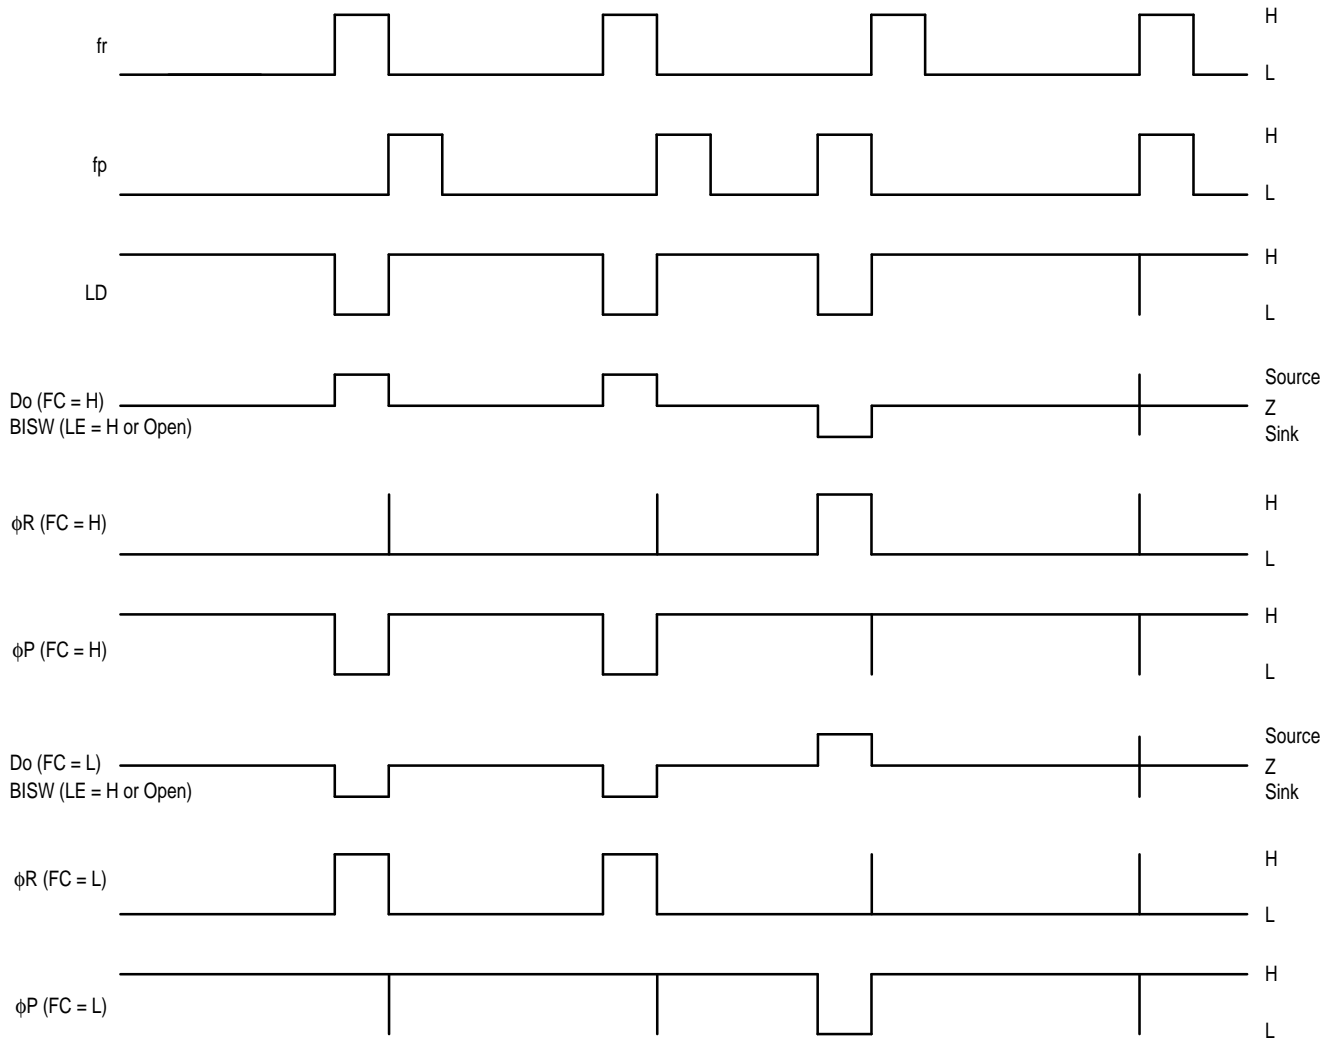 H
fr
L
H
fp
L
H
LD
L
Source
Do (FC = H)
Z
BISW (LE = H or Open)
Sink
H
ϕR (FC = H)
L
H
ϕP (FC = H)
L
Source
Do (FC = L)
Z
BISW (LE = H or Open)
Sink
H
ϕR (FC = L)
L
H
ϕP (FC = L)
L